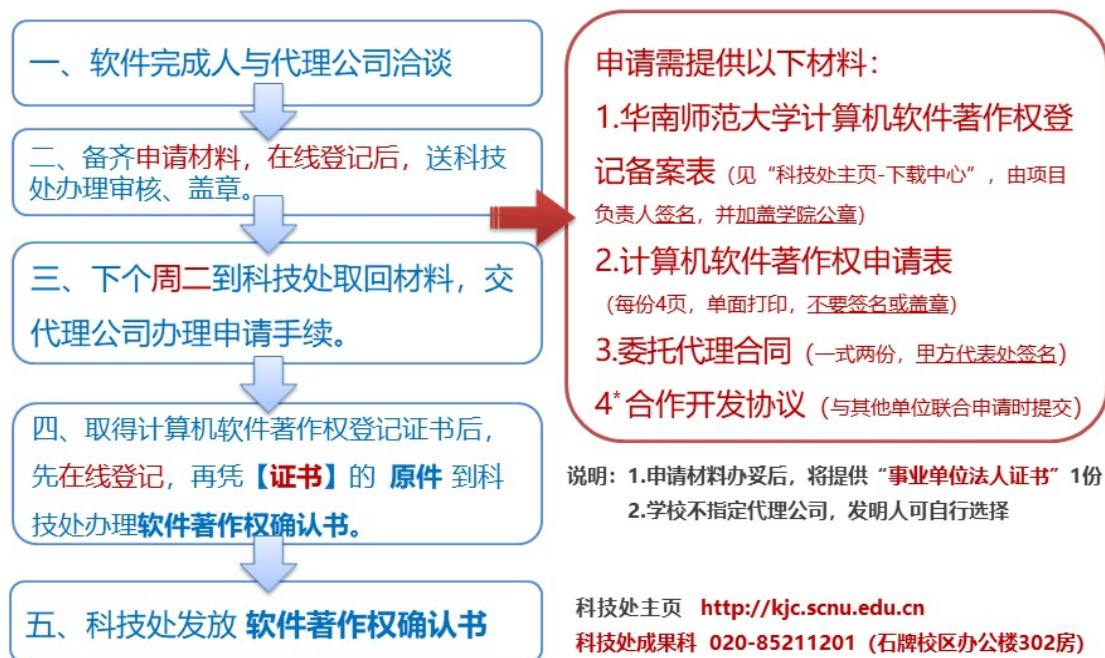 一、软件完成人与代理公司洽谈
二、备齐申请材料，在线登记后，送科技
处办理审核、盖章。
三、下个周二到科技处取回材料，交
代理公司办理申请手续。
四、取得计算机软件著作权登记证书后，
先在线登记，再凭【证书】的 原件 到科
技处办理软件著作权确认书。
五、科技处发放 软件著作权确认书
申请需提供以下材料：
1.华南师范大学计算机软件著作权登
记备案表（见“科技处主页-下载中心”，由项目
负责人签名，并加盖学院公章）
2.计算机软件著作权申请表
（每份4页，单面打印，不要签名或盖章）
3.委托代理合同（一式两份，甲方代表处签名）
4*合作开发协议（与其他单位联合申请时提交）
说明：1.申请材料办妥后，将提供“事业单位法人证书”1份
2.学校不指定代理公司，发明人可自行选择
科技处主页 http://kjc.scnu.edu.cn
科技处成果科 020-85211201（石牌校区办公楼302房）